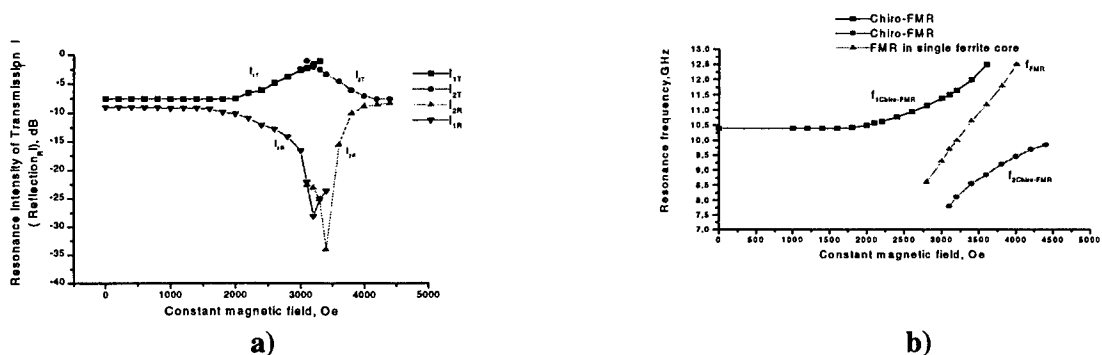 Resonance Intensity of Transmission I
( Reflection R I), dB
0
-5
-10
-15
-20
-25
-30
-35
-40
0
1000
2000
3000
4000
5000
Constant magnetic field, Oe
I1T
I2T
I2R
I1T
I2T
I2R
I1R
a)
Chiro-FMR
Chiro-FMR
FMR in single ferrite core
Resonance frequency,GHz
13,0
12,5
12,0
11,5
11,0
10,5
10,0
9,5
9,0
8,5
8,0
7,5
7,0
0
500
1000
1500
2000
2500
3000
3500
4000
4500
5000
Constant magnetic field, Oe
f1Chiro-FMR
fFMR
f2Chiro-FMR
b)